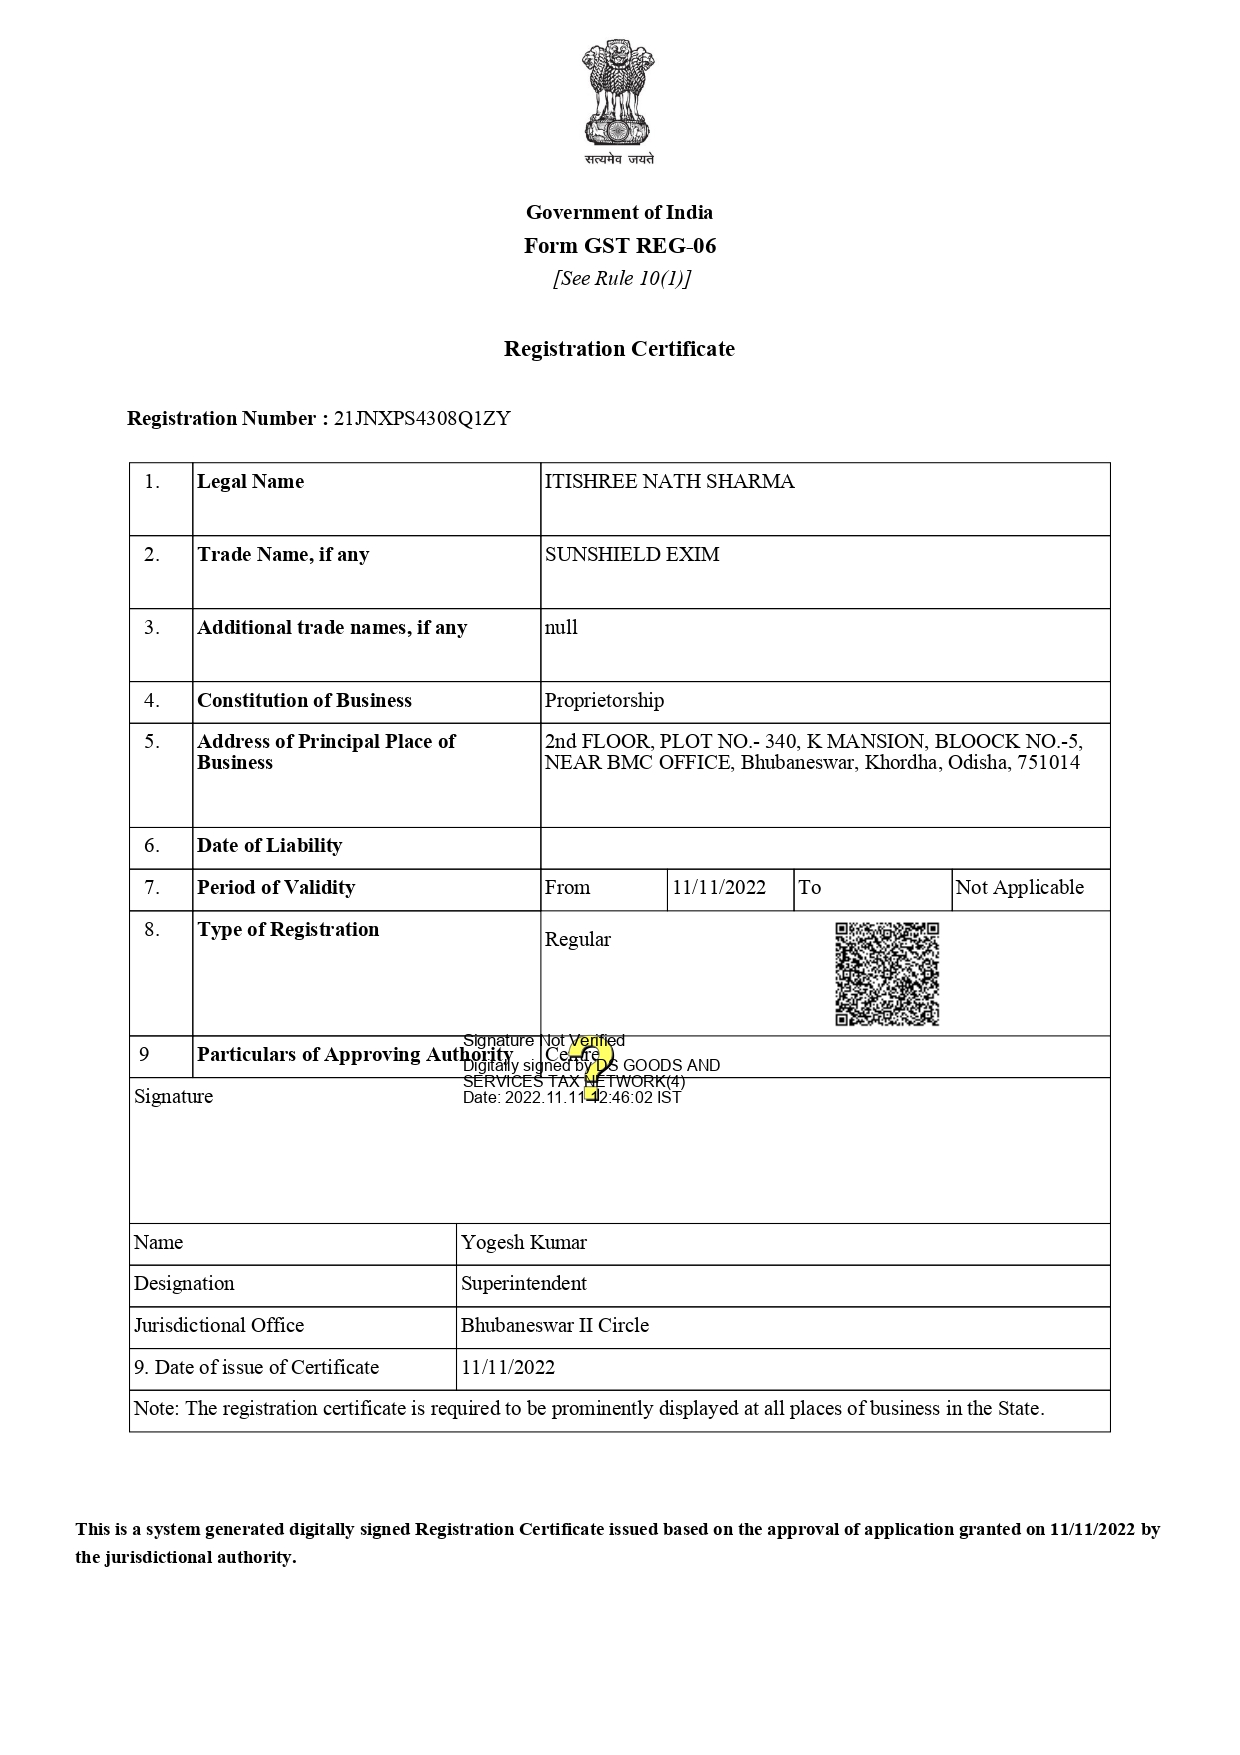 सत्यमेव जयते
Government of India
Form GST REG-06
[See Rule 10(1)]
Registration Certificate
Registration Number : 21JNXPS4308Q1ZY
1. Legal Name ITISHREE NATH SHARMA
2. Trade Name, if any SUNSHIELD EXIM
3. Additional trade names, if any null
4. Constitution of Business Proprietorship
5. Address of Principal Place of 2nd FLOOR, PLOT NO.- 340, K MANSION, BLOOCK NO.-5,
Business NEAR BMC OFFICE, Bhubaneswar, Khordha, Odisha, 751014
6. Date of Liability
7. Period of Validity From 11/11/2022 To Not Applicable
8. Type of Registration Regular
Signature Not Verified
9 Particulars of Approving Authority Centre
Digitally signed by DS GOODS AND
SERVICES TAX NETWORK(4)
Signature Date: 2022.11.11 12:46:02 IST
Name Yogesh Kumar
Designation Superintendent
Jurisdictional Office Bhubaneswar II Circle
9. Date of issue of Certificate 11/11/2022
Note: The registration certificate is required to be prominently displayed at all places of business in the State.
This is a system generated digitally signed Registration Certificate issued based on the approval of application granted on 11/11/2022 by
the jurisdictional authority.